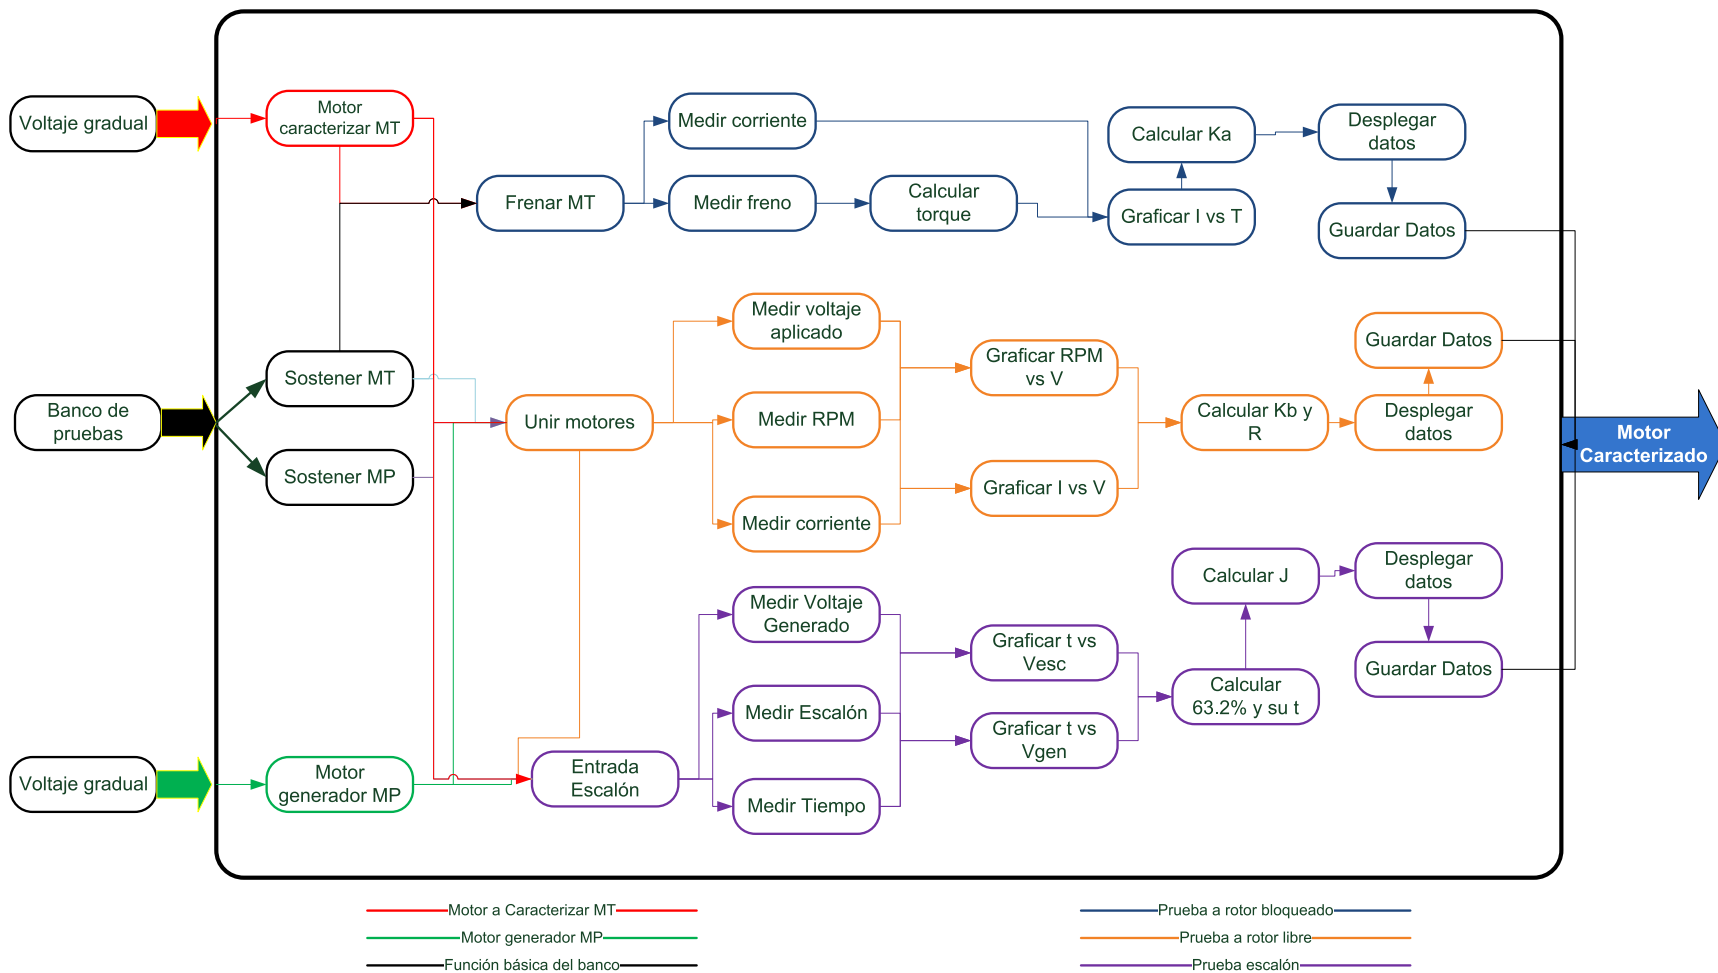 Voltaje gradual
Motor
caracterizar MT
Frenar MT
Medir corriente
Medir freno
Calcular
torque
Calcular Ka
Graficar I vs T
Desplegar
datos
Guardar Datos
Banco de
pruebas
Sostener MT
Sostener MP
Unir motores
Medir voltaje
aplicado
Medir RPM
Medir corriente
Graficar RPM
vs V
Graficar I vs V
Calcular Kb y
R
Guardar Datos
Desplegar
datos
Motor
Caracterizado
Voltaje gradual
Motor
generador MP
Entrada
Escalón
Medir Voltaje
Generado
Medir Escalón
Medir Tiempo
Graficar t vs
Vesc
Graficar t vs
Vgen
Calcular J
Calcular
63.2% y su t
Desplegar
datos
Guardar Datos
Motor a Caracterizar MT
Motor generador MP
Función básica del banco
Prueba a rotor bloqueado
Prueba a rotor libre
Prueba escalón